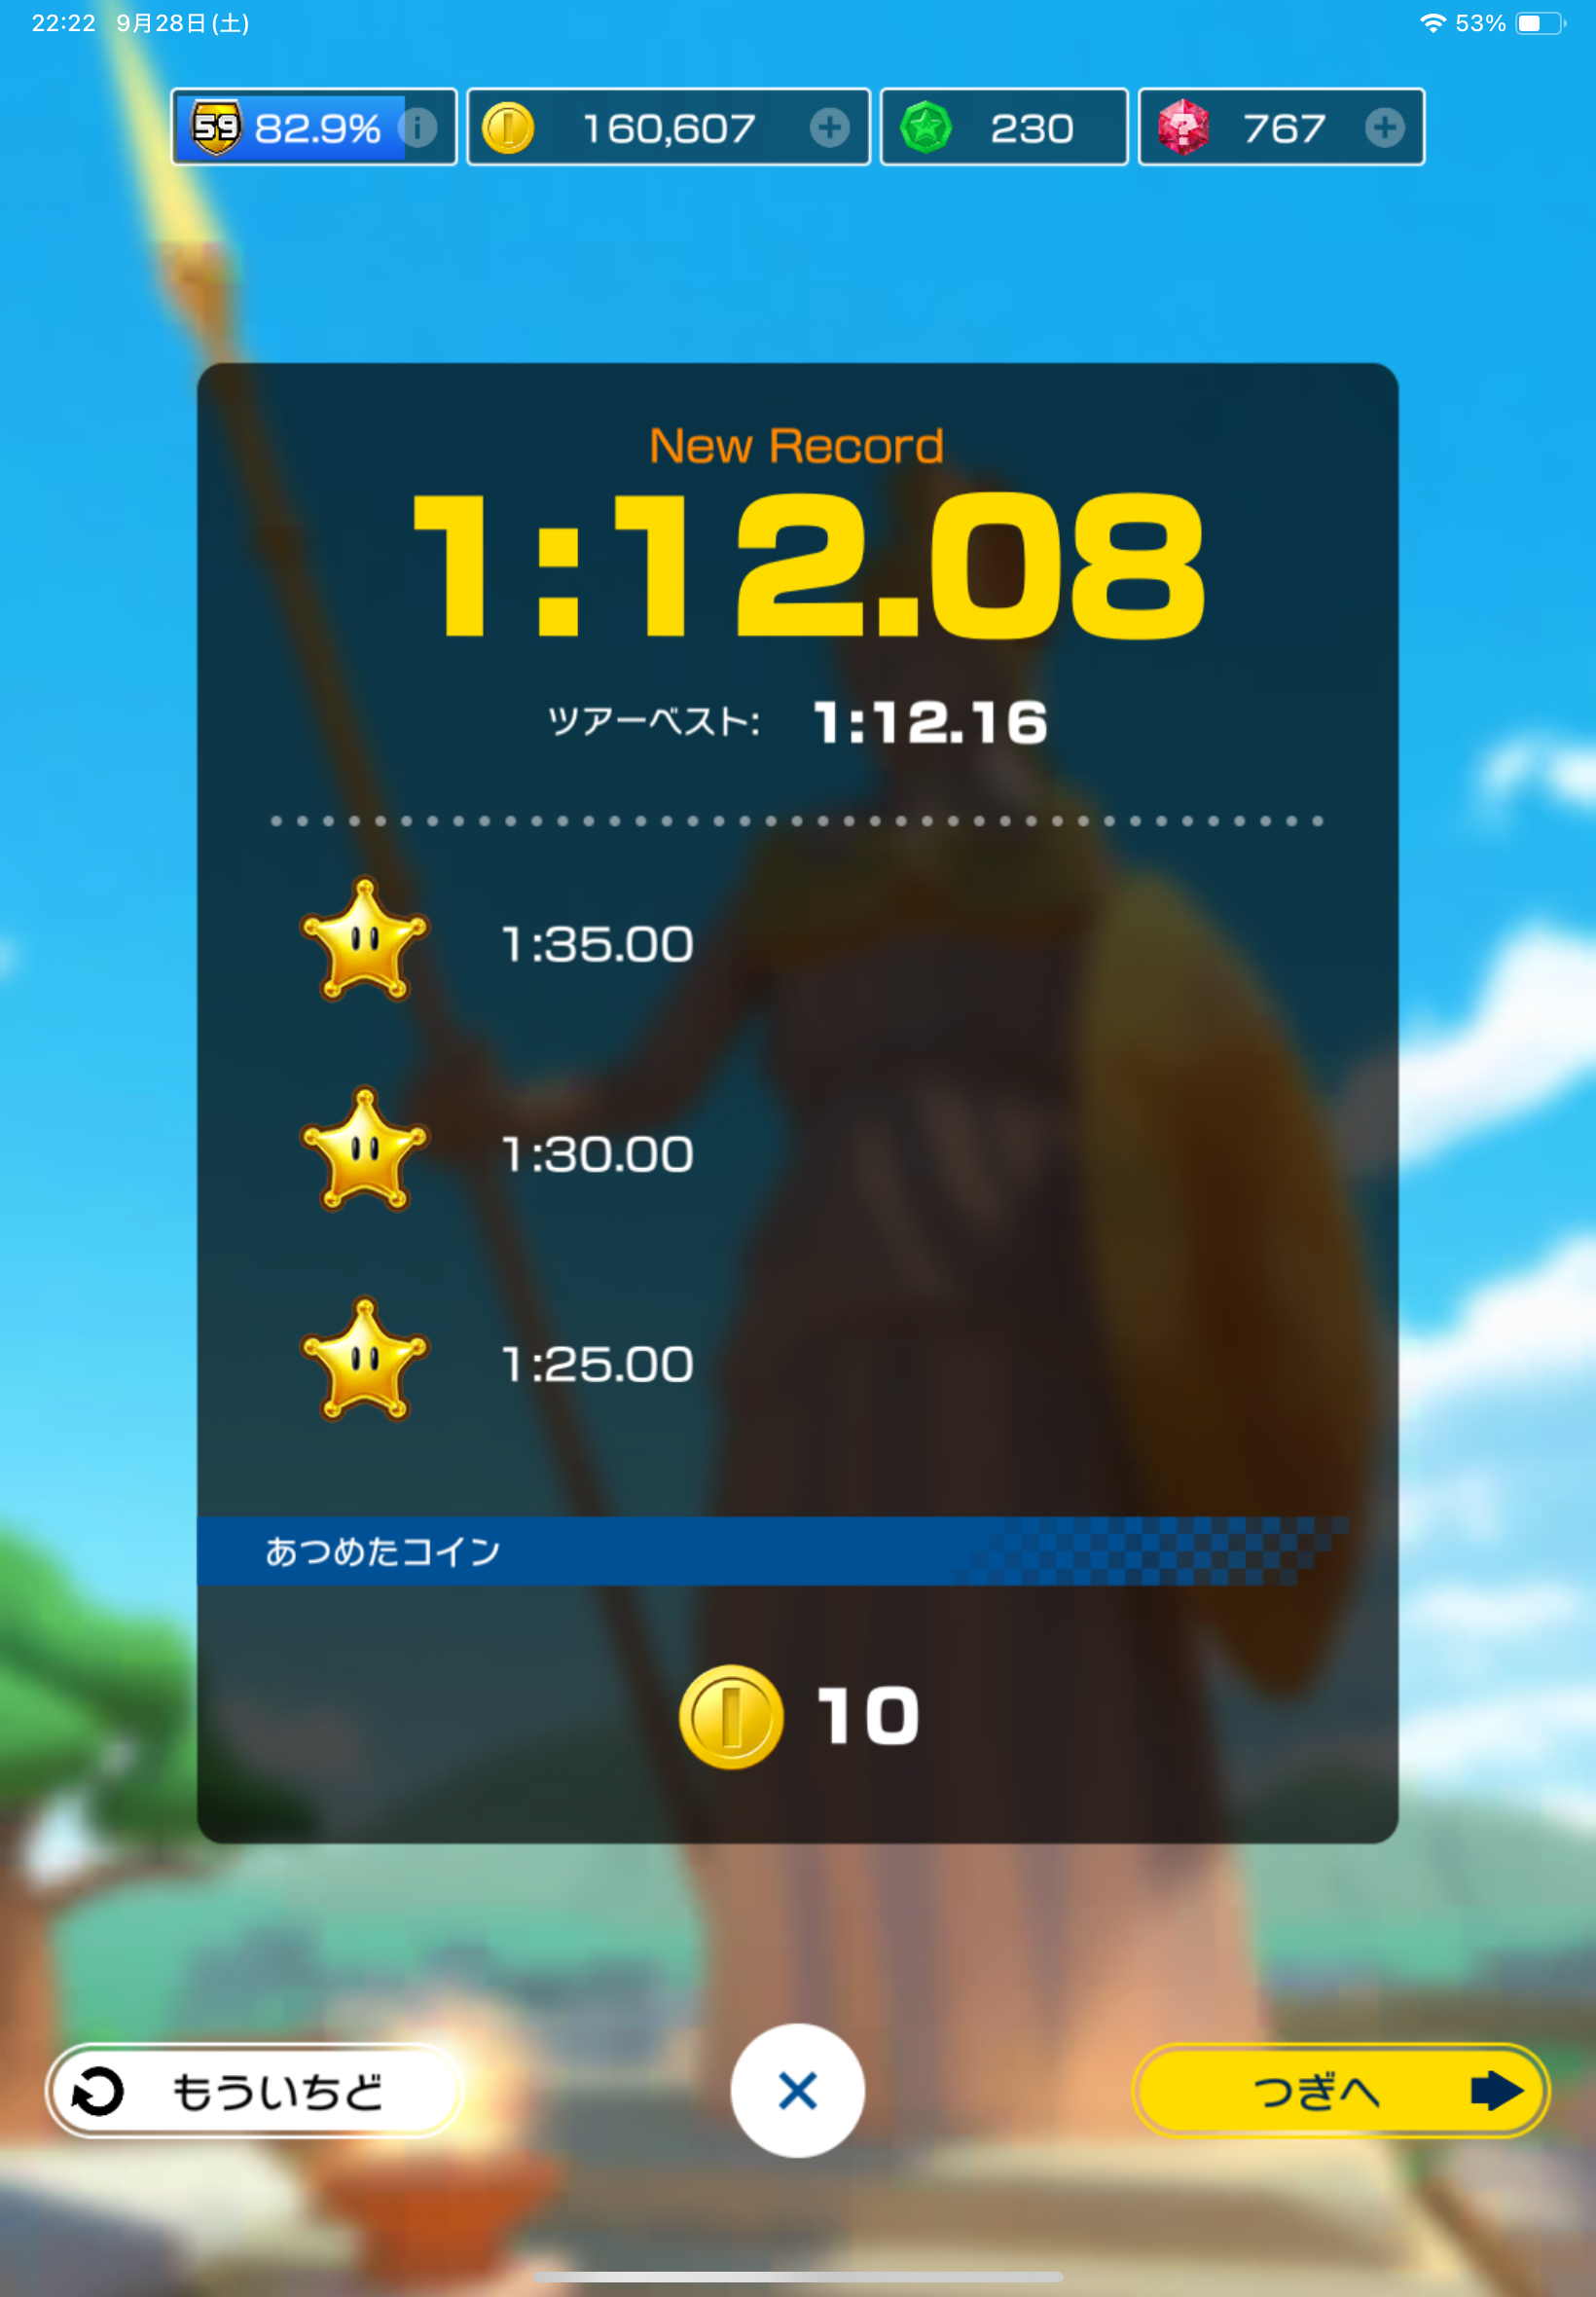 22:22 9月28日(土) 53%
59 82.9% i 160,607 230 767
New Record
1:12.08
ツアーベスト: 1:12.16
1:35.00
1:30.00
1:25.00
あつめたコイン
10
もういちど
つぎへ